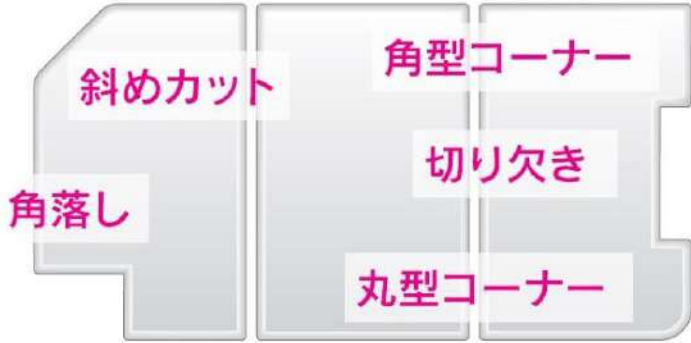 角型コーナー
斜めカット
切り欠き
角落し
丸型コーナー